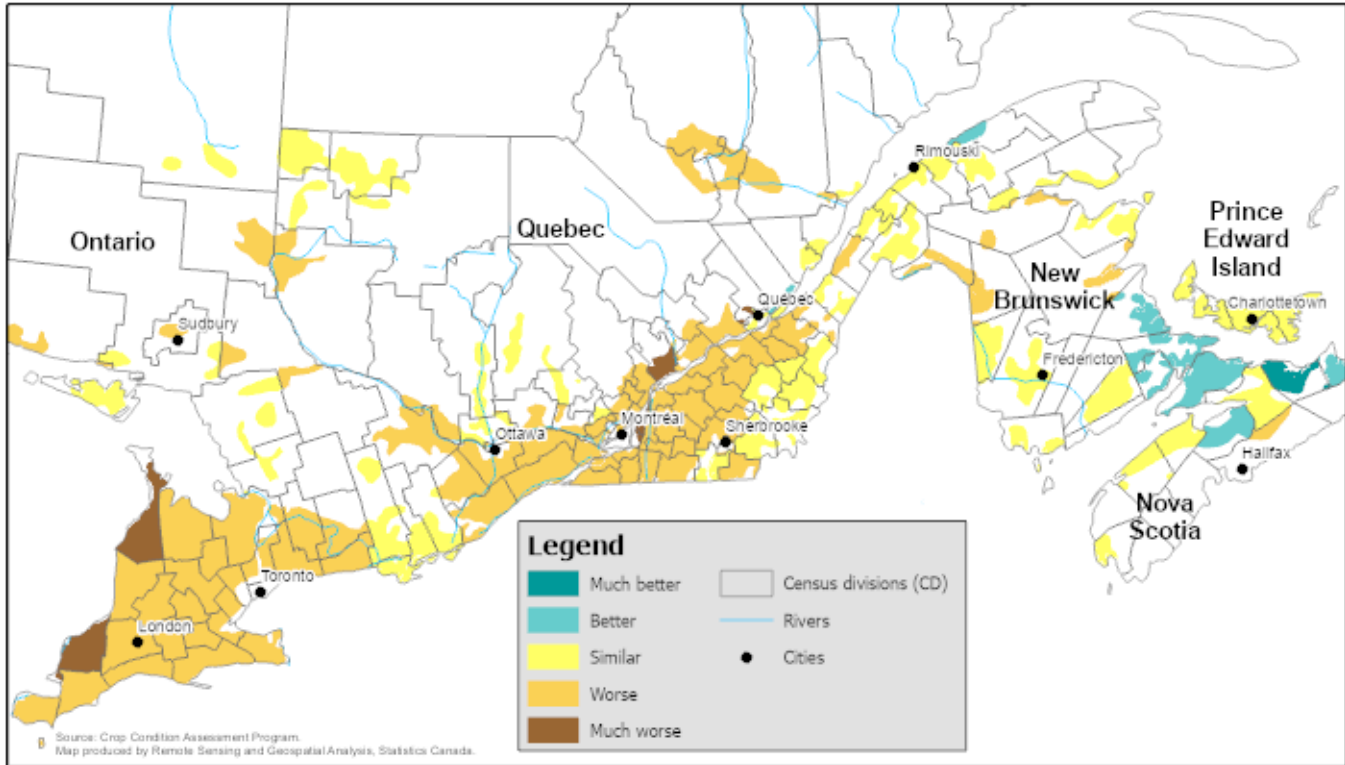 Rimouski
Quebec
Prince
Edward
Island
Ontario
New
Brunswick
Charlottetown
Québec
Sudbury
Fredericton
Montréal
Sherbrooke
Ottawa
Halifax
Nova
Scotia
Toronto
London
Legend
Much better
Better
Similar
Worse
Much worse
Census divisions (CD)
Rivers
Cities
Source: Crop Condition Assessment Program.
Map produced by Remote Sensing and Geospatial Analysis, Statistics Canada.